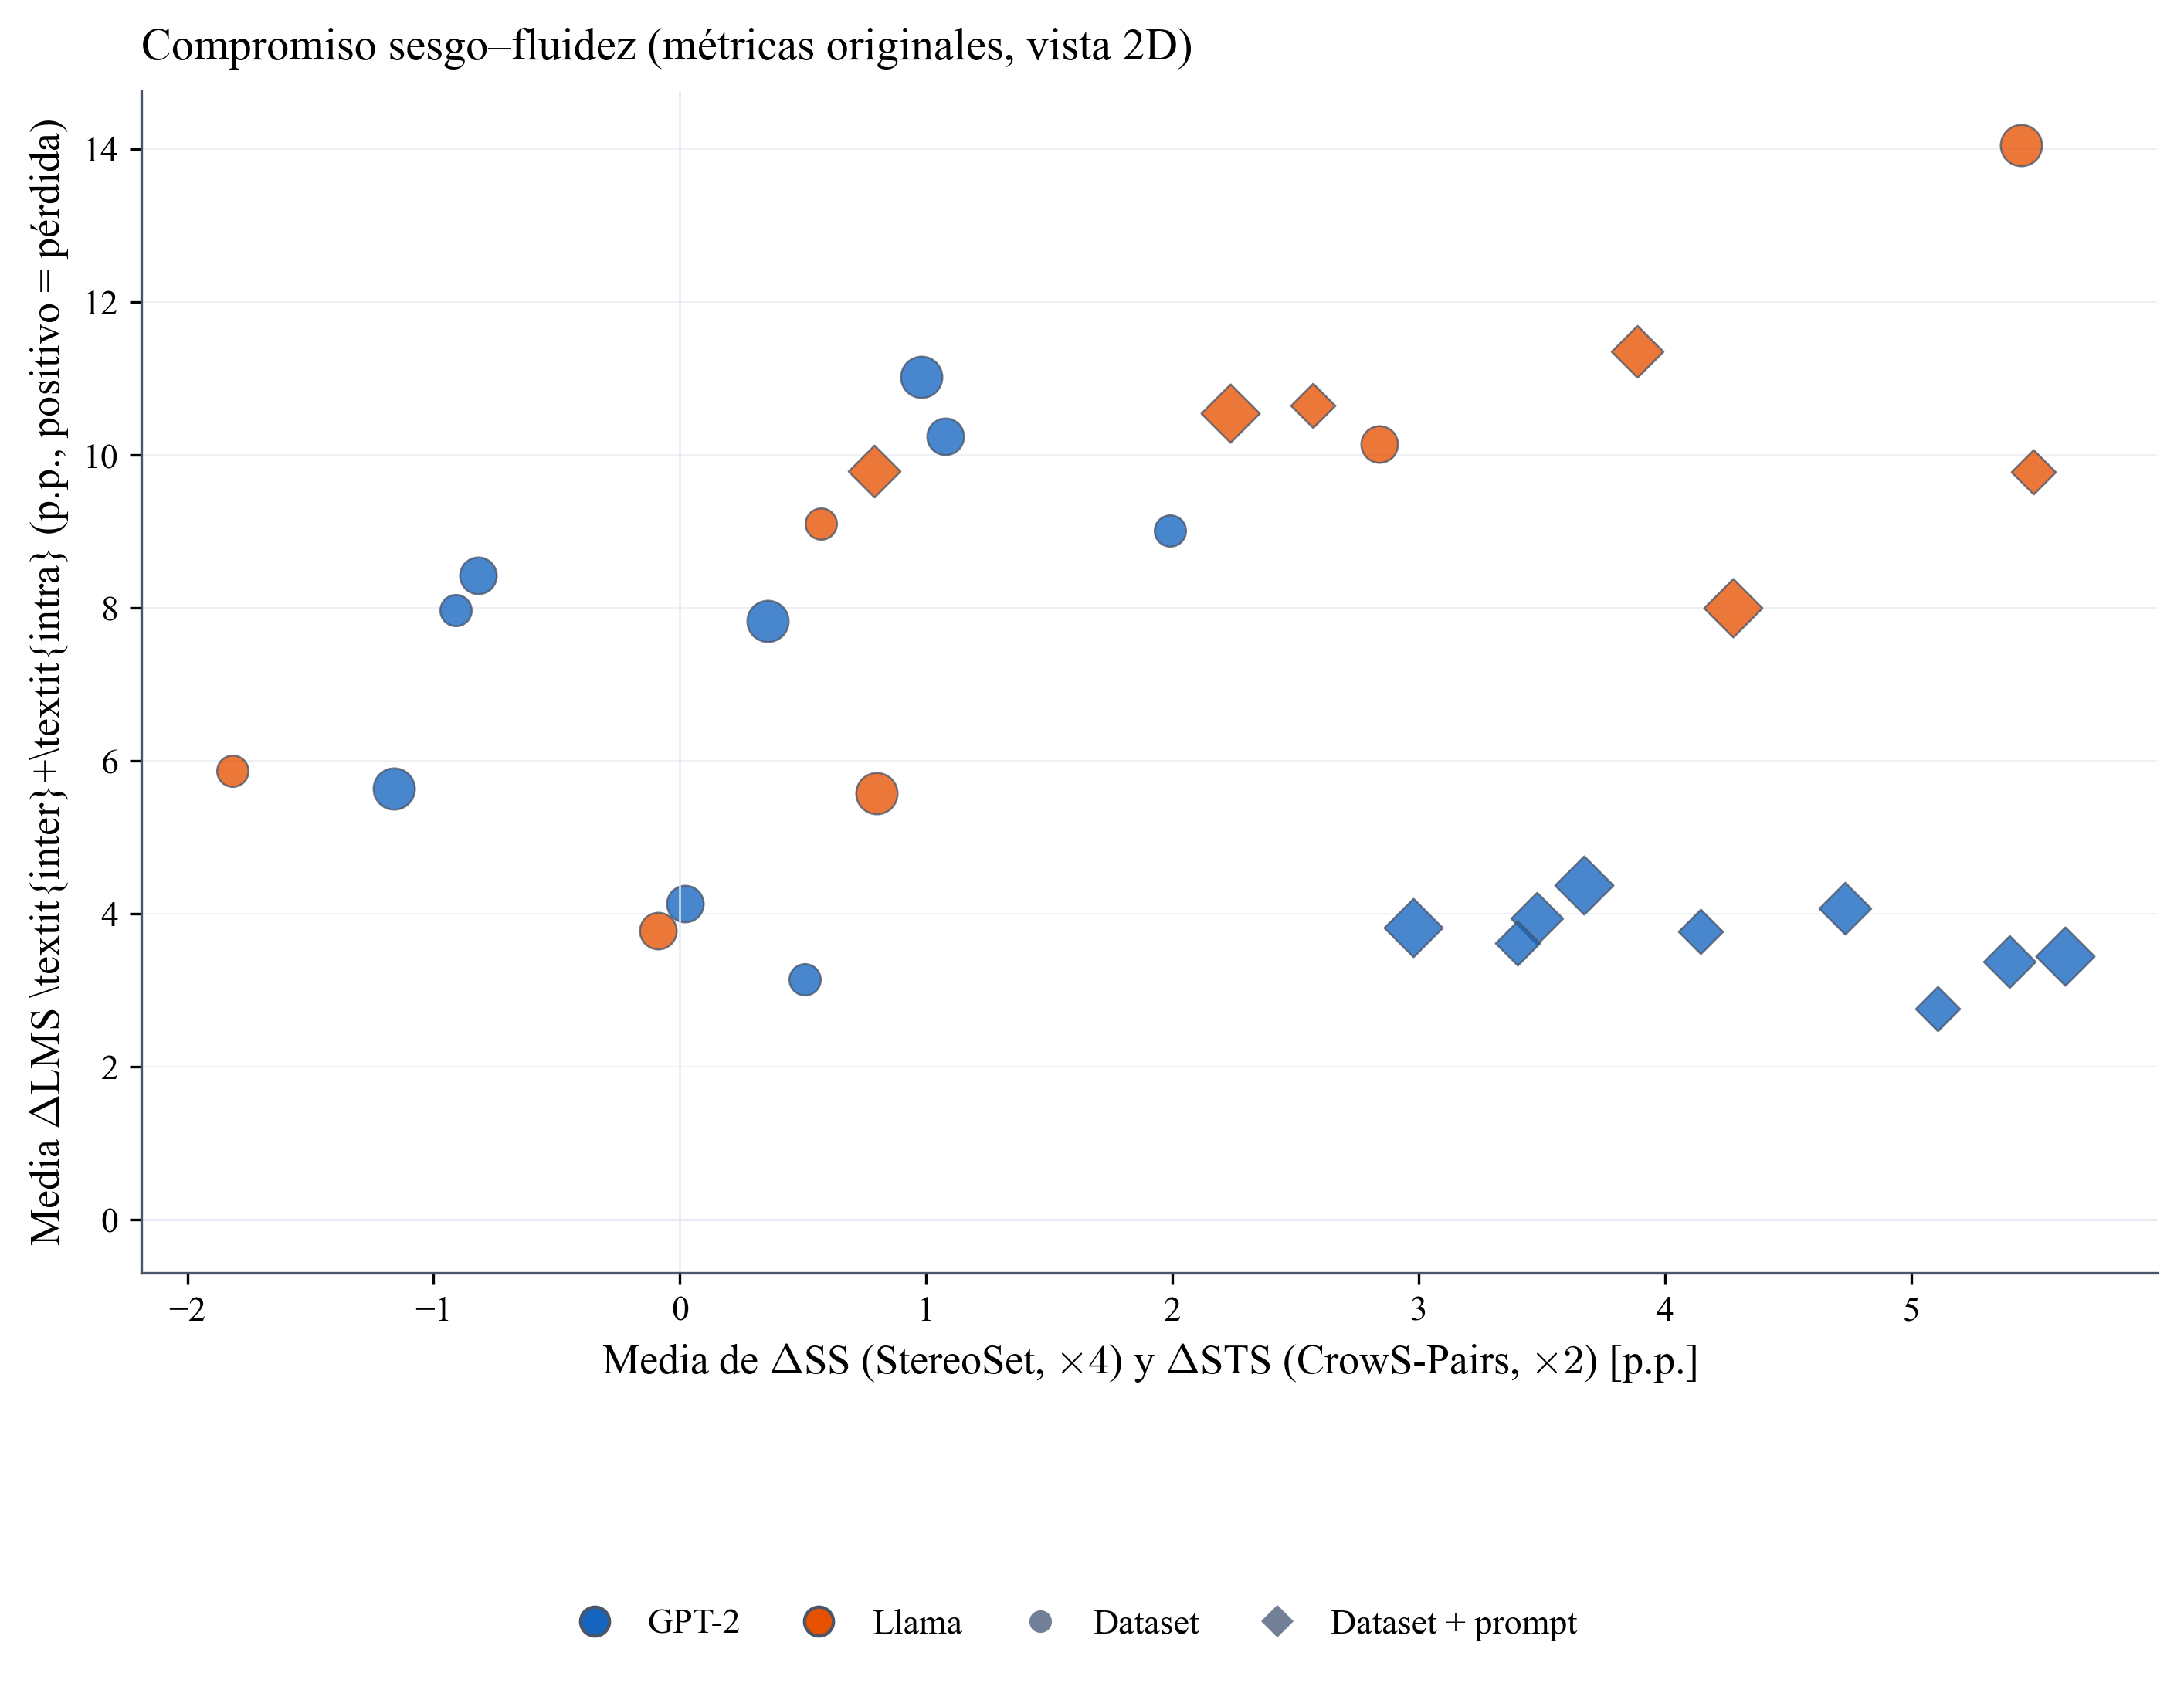 Compromiso sesgo–fluidez (métricas originales, vista 2D)
Media ΔLMS \textit{inter}+\textit{intra} (p.p., positivo = pérdida)
14
12
10
8
6
4
2
0
−2 −1 0 1 2 3 4 5
Media de ΔSS (StereoSet, ×4) y ΔSTS (CrowS-Pairs, ×2) [p.p.]
GPT-2 Llama Dataset Dataset + prompt